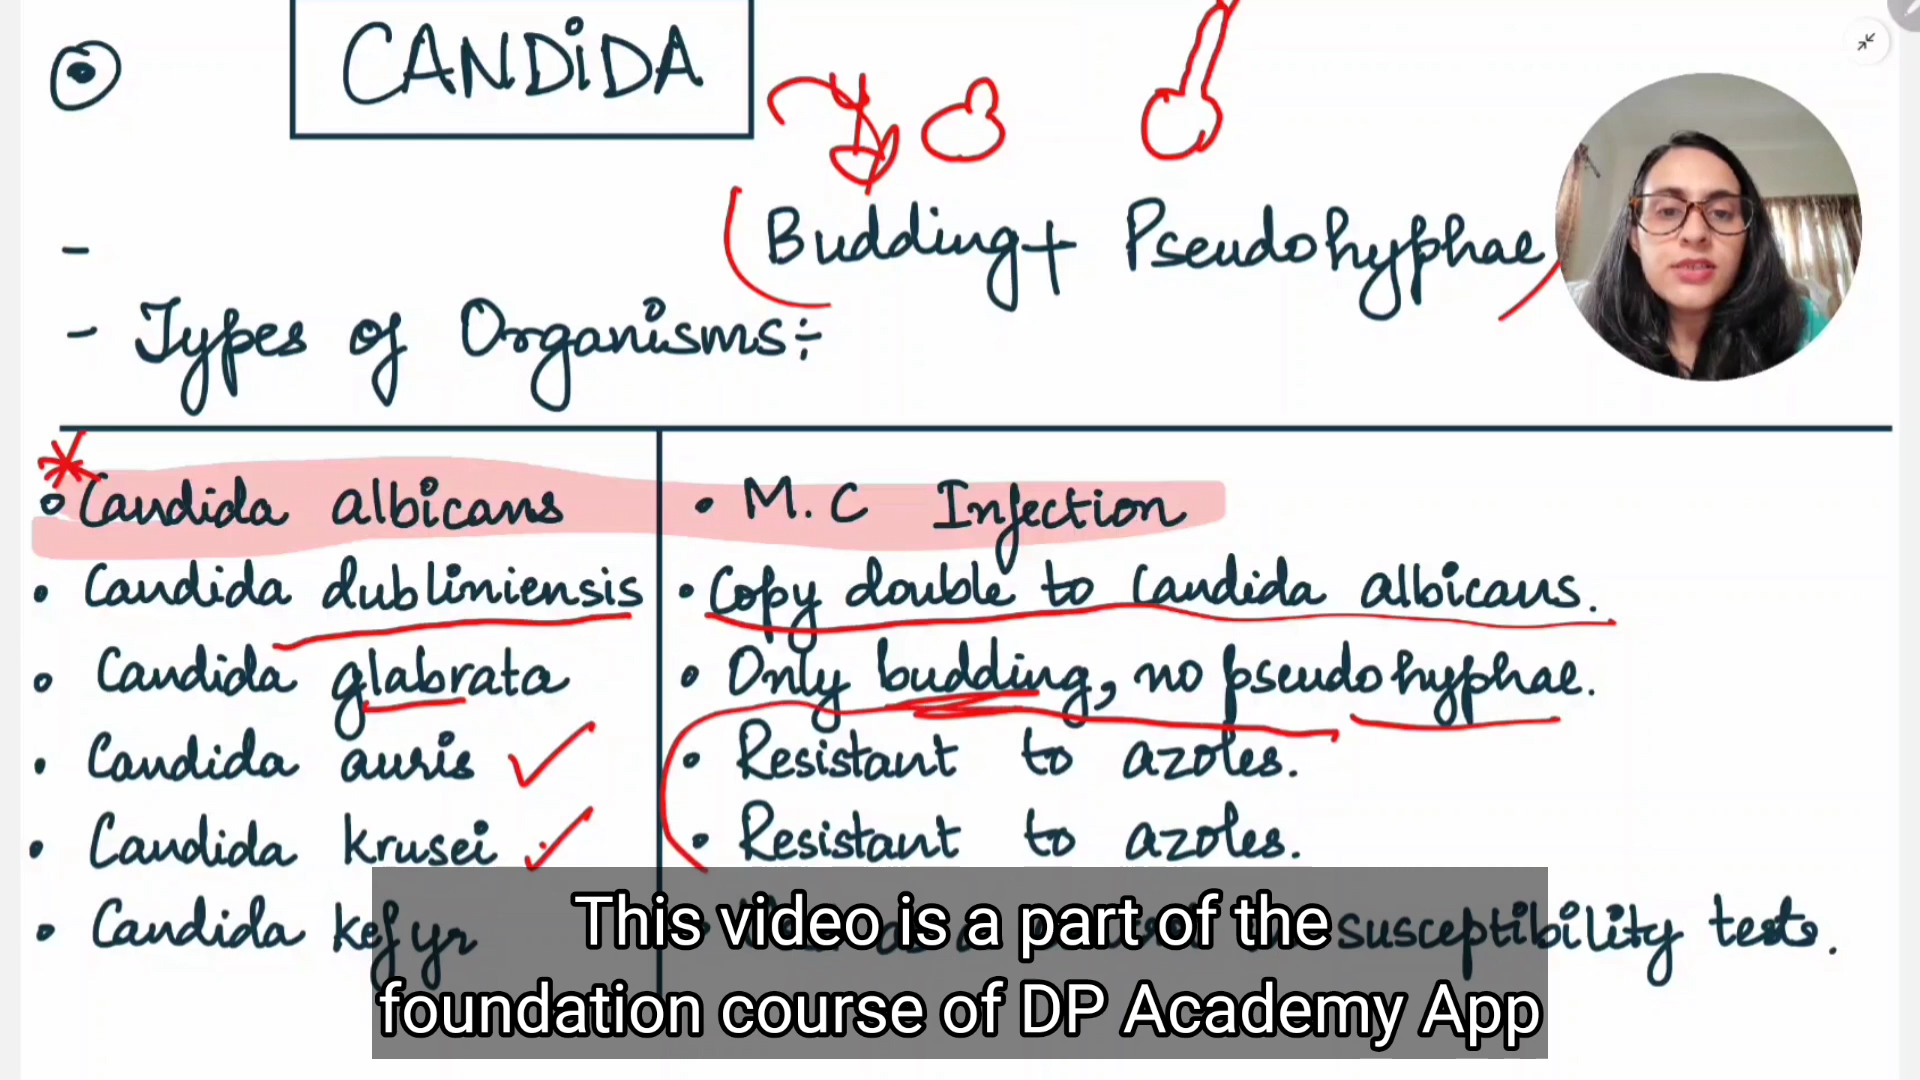 CANDiDA
Budding + Pseudohyphae
- Types of Organisms:
• Candida albicans • M.C Infection
• Candida dubliniensis • Copy double to Candida albicans.
• Candida glabrata • Only budding, no pseudohyphae.
• Candida auris • Resistant to azoles.
• Candida krusei • Resistant to azoles.
• Candida kefyr susceptibility tests.
This video is a part of the
foundation course of DP Academy App